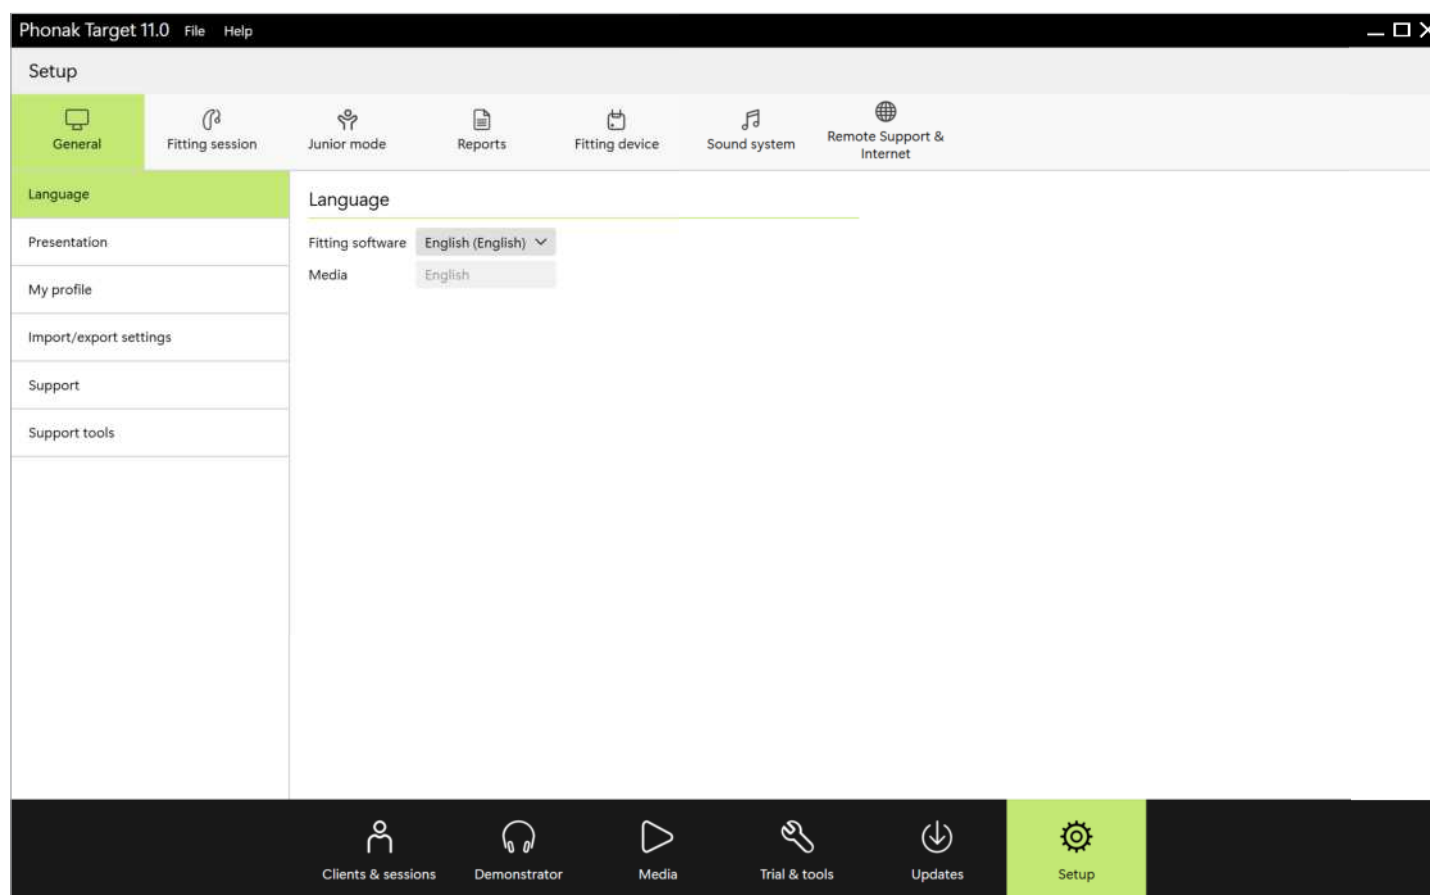 Phonak Target 11.0 File Help
Setup
General
Fitting session
Junior mode
Reports
Fitting device
Sound system
Remote Support &
Internet
Language
Presentation
My profile
Import/export settings
Support
Support tools
Language
Fitting software English (English)
Media English
Clients & sessions
Demonstrator
Media
Trial & tools
Updates
Setup